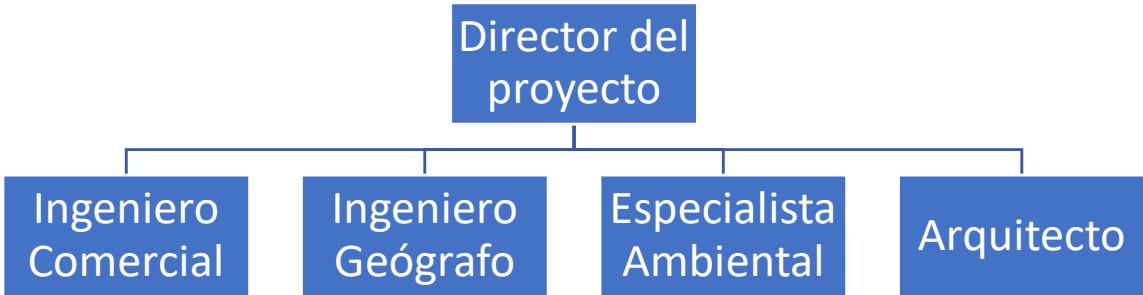 Director del
proyecto
Ingeniero
Comercial
Ingeniero
Geógrafo
Especialista
Ambiental
Arquitecto